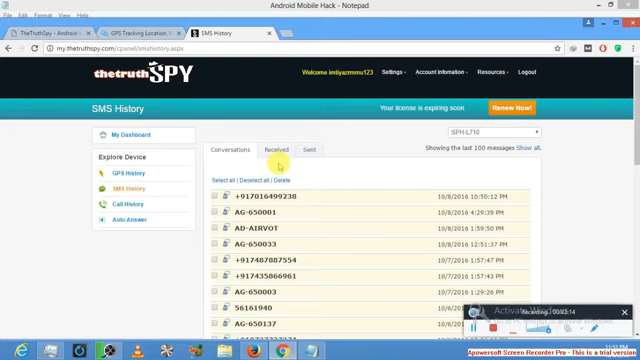 Android Mobile Hack - Notepad
File Edit Format View Help
TheTruthSpy - Android
GPS Tracking Location,
SMS History
my.thetruthspy.com/cpanel/smshistory.aspx
thetruthSPY
Welcome imtiyazmmu123
Settings
Account Information
Resources
Logout
SMS History
Your license is expiring soon.
Renew Now!
My Dashboard
SPH-L710
Conversations
Received
Sent
Showing the last 100 messages Show all.
Explore Device
GPS History
SMS History
Call History
Auto Answer
Select all | Deselect all | Delete
+917016499238 10/8/2016 10:50:12 PM
AG-650001 10/8/2016 4:29:39 PM
AD-AIRVOT 10/8/2016 1:59:50 PM
AG-650033 10/8/2016 12:51:37 PM
+917487887554 10/7/2016 1:57:47 PM
+917435866961 10/7/2016 1:57:43 PM
AG-650003 10/7/2016 1:29:26 PM
56161940
AG-650137
Activate Windows
Recording... 00:02:14
Apowersoft Screen Recorder Pro - This is a trial version